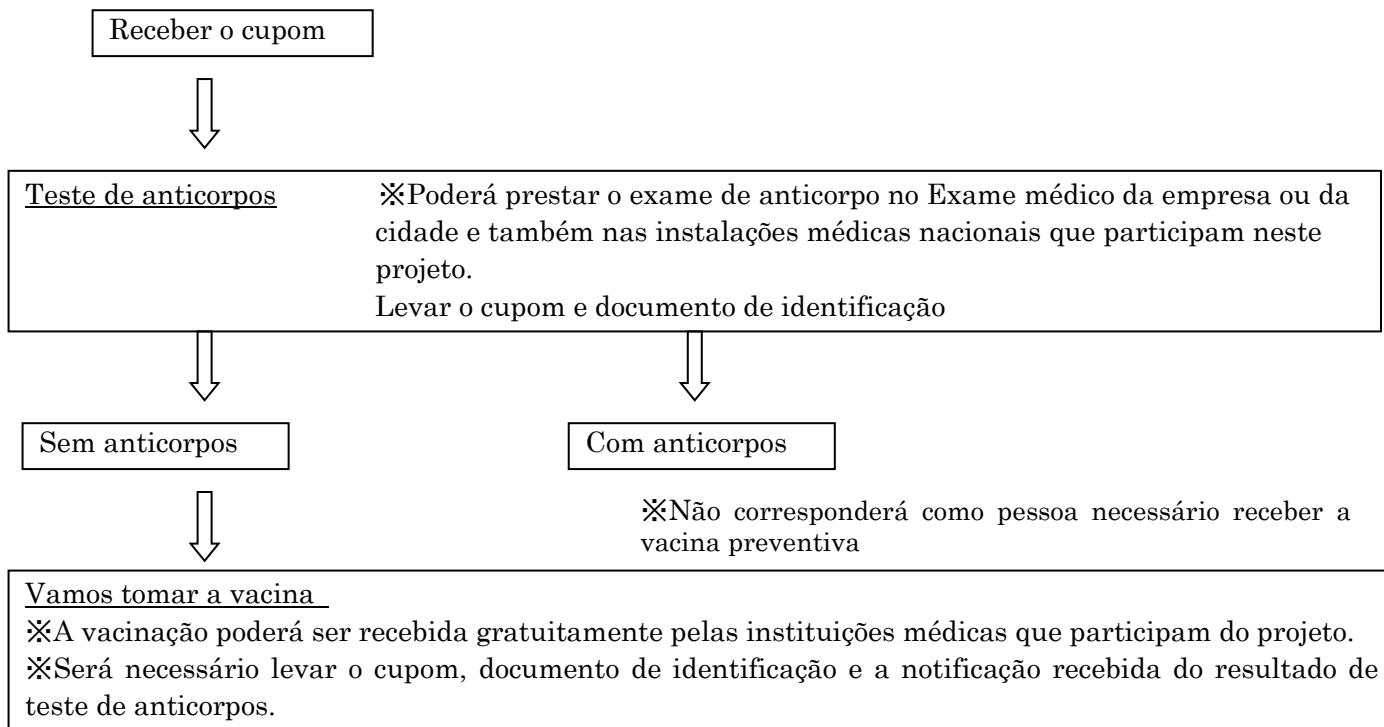 Receber o cupom
Teste de anticorpos ※Poderá prestar o exame de anticorpo no Exame médico da empresa ou da
cidade e também nas instalações médicas nacionais que participam neste
projeto.
Levar o cupom e documento de identificação
Sem anticorpos
Com anticorpos
※Não corresponderá como pessoa necessário receber a
vacina preventiva
Vamos tomar a vacina
※A vacinação poderá ser recebida gratuitamente pelas instituições médicas que participam do projeto.
※Será necessário levar o cupom, documento de identificação e a notificação recebida do resultado de
teste de anticorpos.